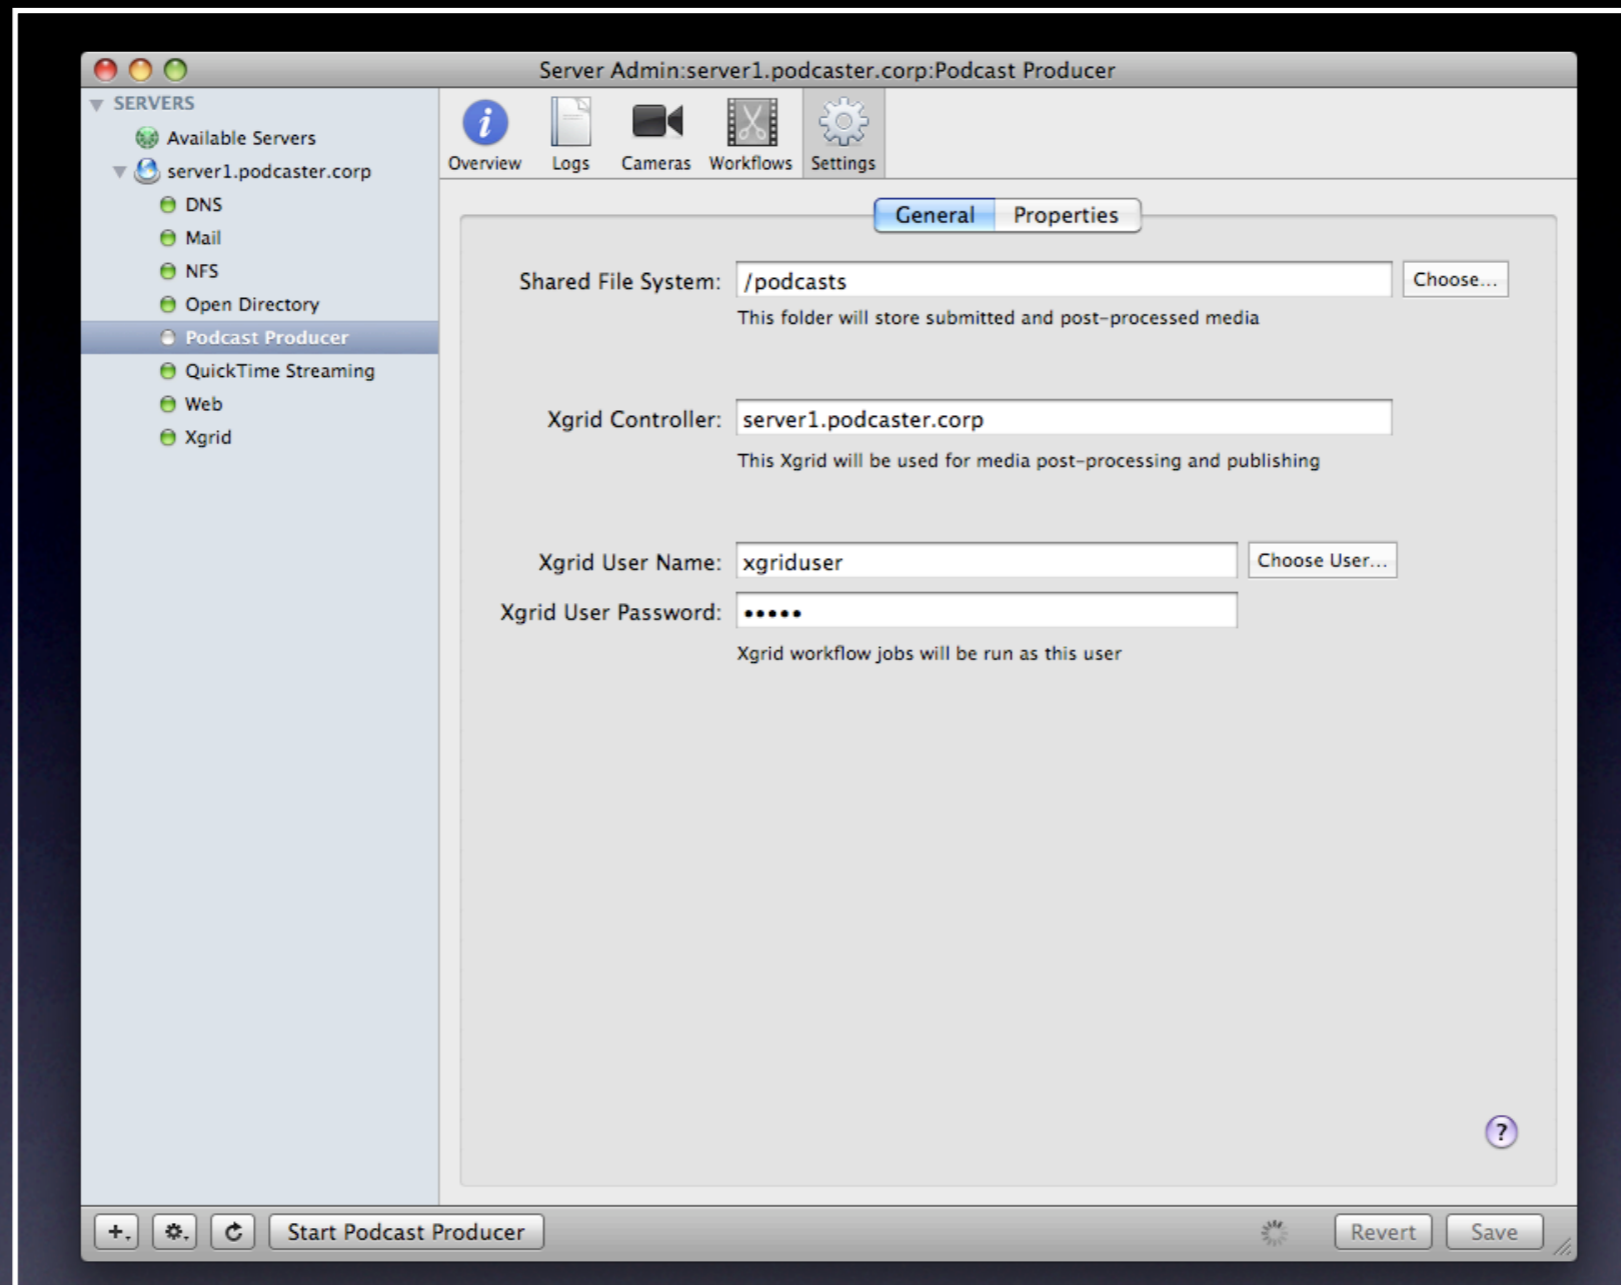 Server Admin:server1.podcaster.corp:Podcast Producer
SERVERS
Available Servers
server1.podcaster.corp
DNS
Mail
NFS
Open Directory
Podcast Producer
QuickTime Streaming
Web
Xgrid
Overview Logs Cameras Workflows Settings
General Properties
Shared File System: /podcasts Choose...
This folder will store submitted and post-processed media
Xgrid Controller: server1.podcaster.corp
This Xgrid will be used for media post-processing and publishing
Xgrid User Name: xgriduser Choose User...
Xgrid User Password: •••••
Xgrid workflow jobs will be run as this user
?
Start Podcast Producer Revert Save